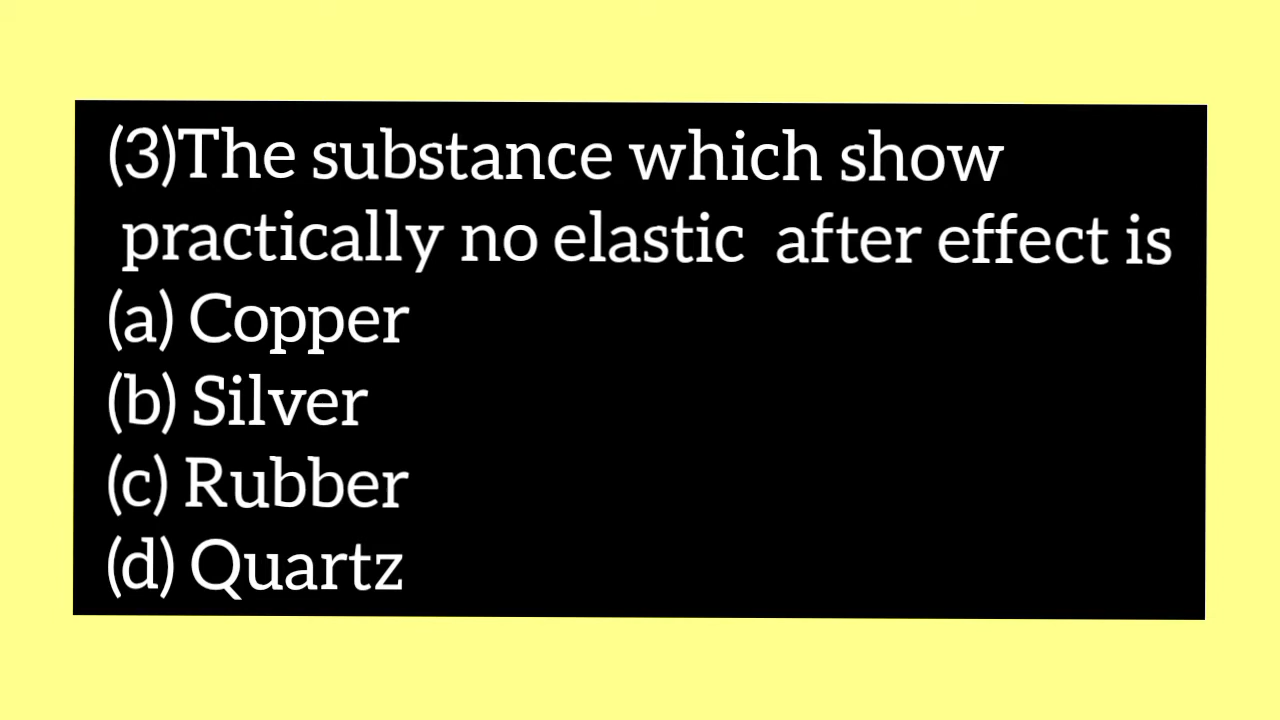 (3)The substance which show
practically no elastic after effect is
(a) Copper
(b) Silver
(c) Rubber
(d) Quartz